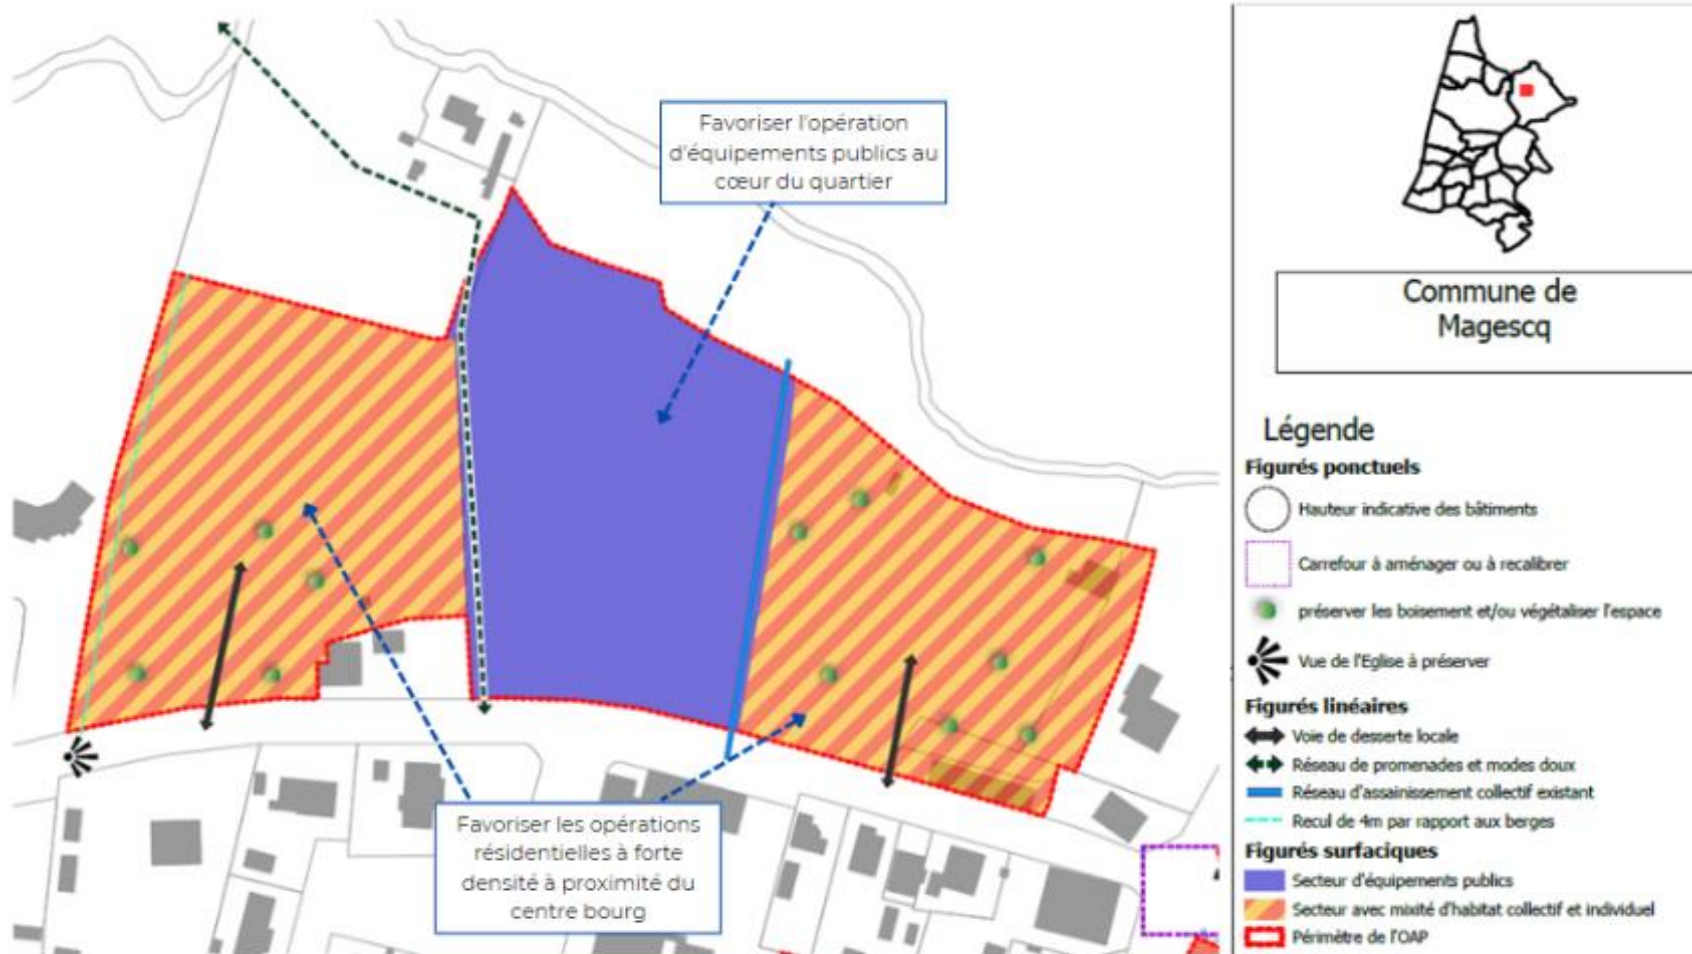 Favoriser l'opération
d'équipements publics au
cœur du quartier
Favoriser les opérations
résidentielles à forte
densité à proximité du
centre bourg
Commune de
Magescq
Légende
Figurés ponctuels
Hauteur indicative des bâtiments
Carrefour à aménager ou à recalibrer
préserver les boisement et/ou végétaliser l'espace
Vue de l'Eglise à préserver
Figurés linéaires
Voie de desserte locale
Réseau de promenades et modes doux
Réseau d'assainissement collectif existant
Recul de 4m par rapport aux berges
Figurés surfaciques
Secteur d'équipements publics
Secteur avec mixité d'habitat collectif et individuel
Périmètre de l'OAP